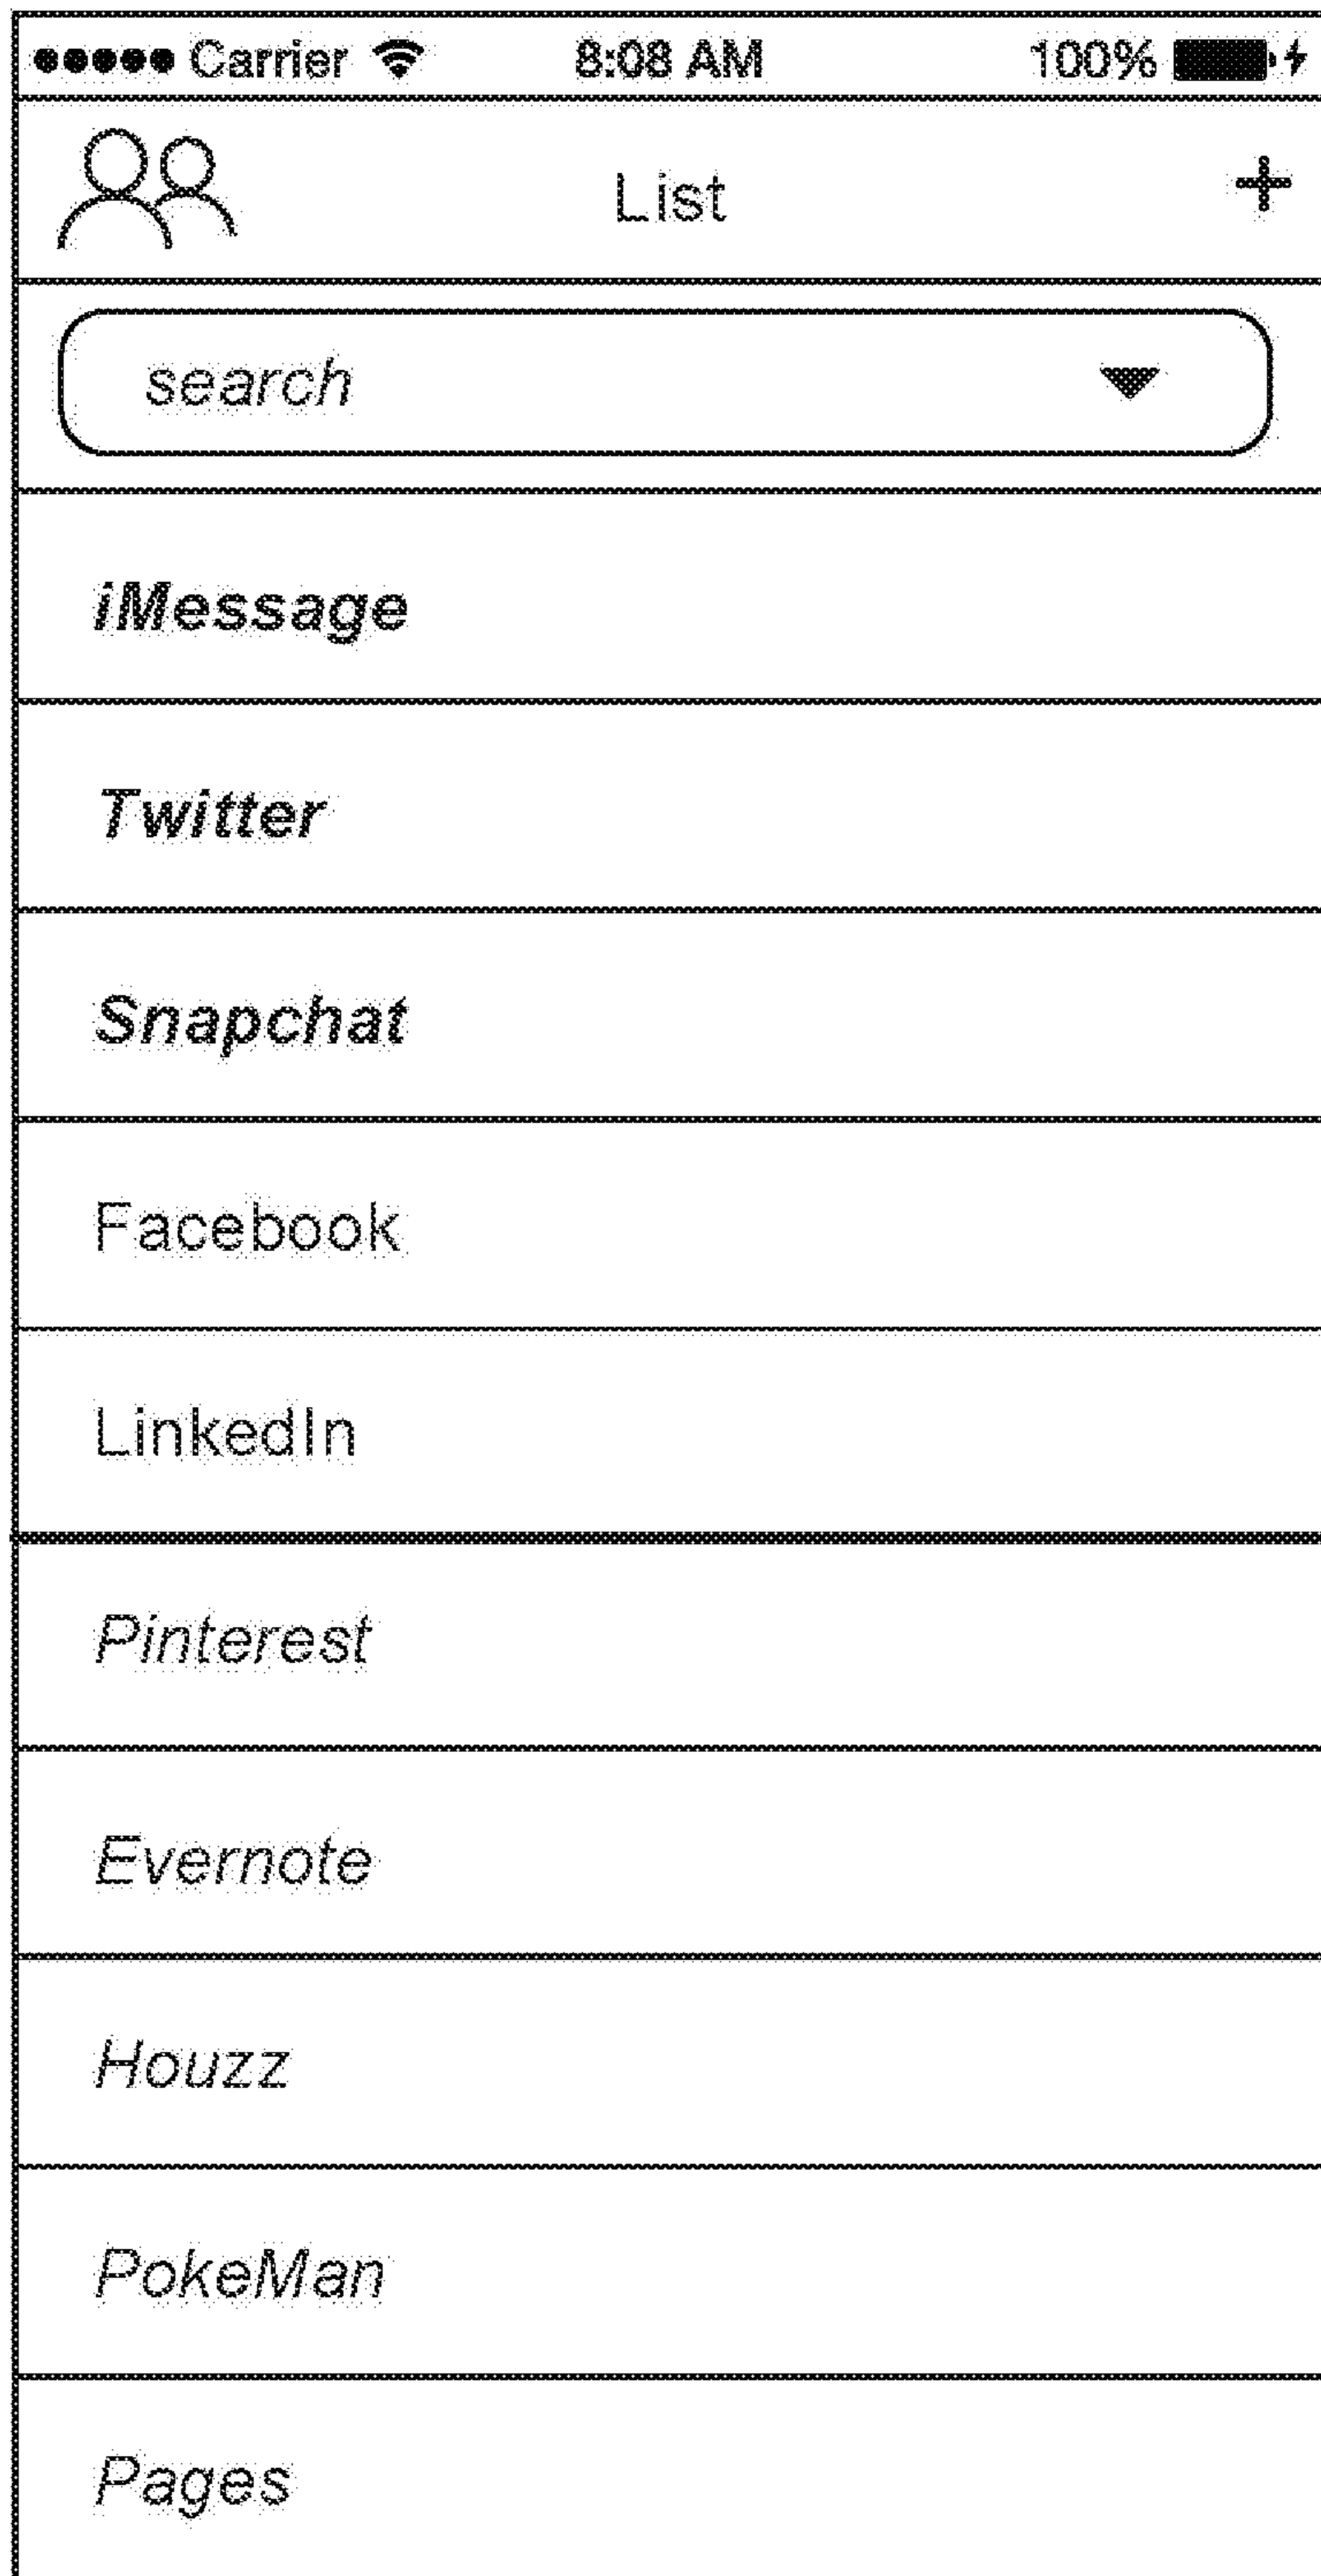 Carrier 8:08 AM 100%
List +
search
iMessage
Twitter
Snapchat
Facebook
LinkedIn
Pinterest
Evernote
Houzz
PokeMan
Pages